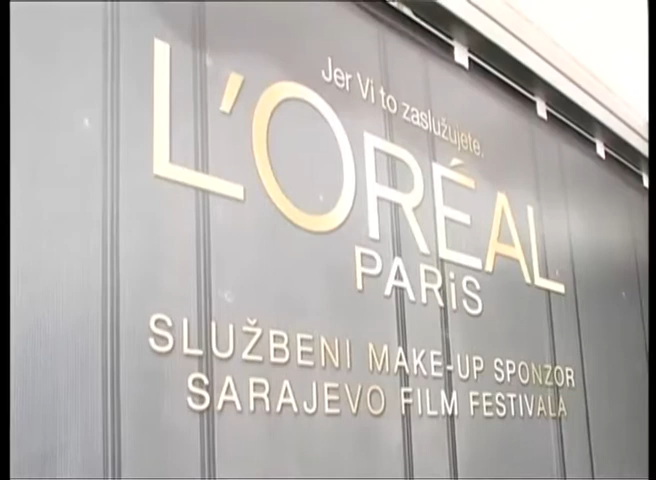 Jer Vi to zaslužujete.
L'ORÉAL
PARiS
SLUŽBENI MAKE-UP SPONZOR
SARAJEVO FILM FESTIVALA